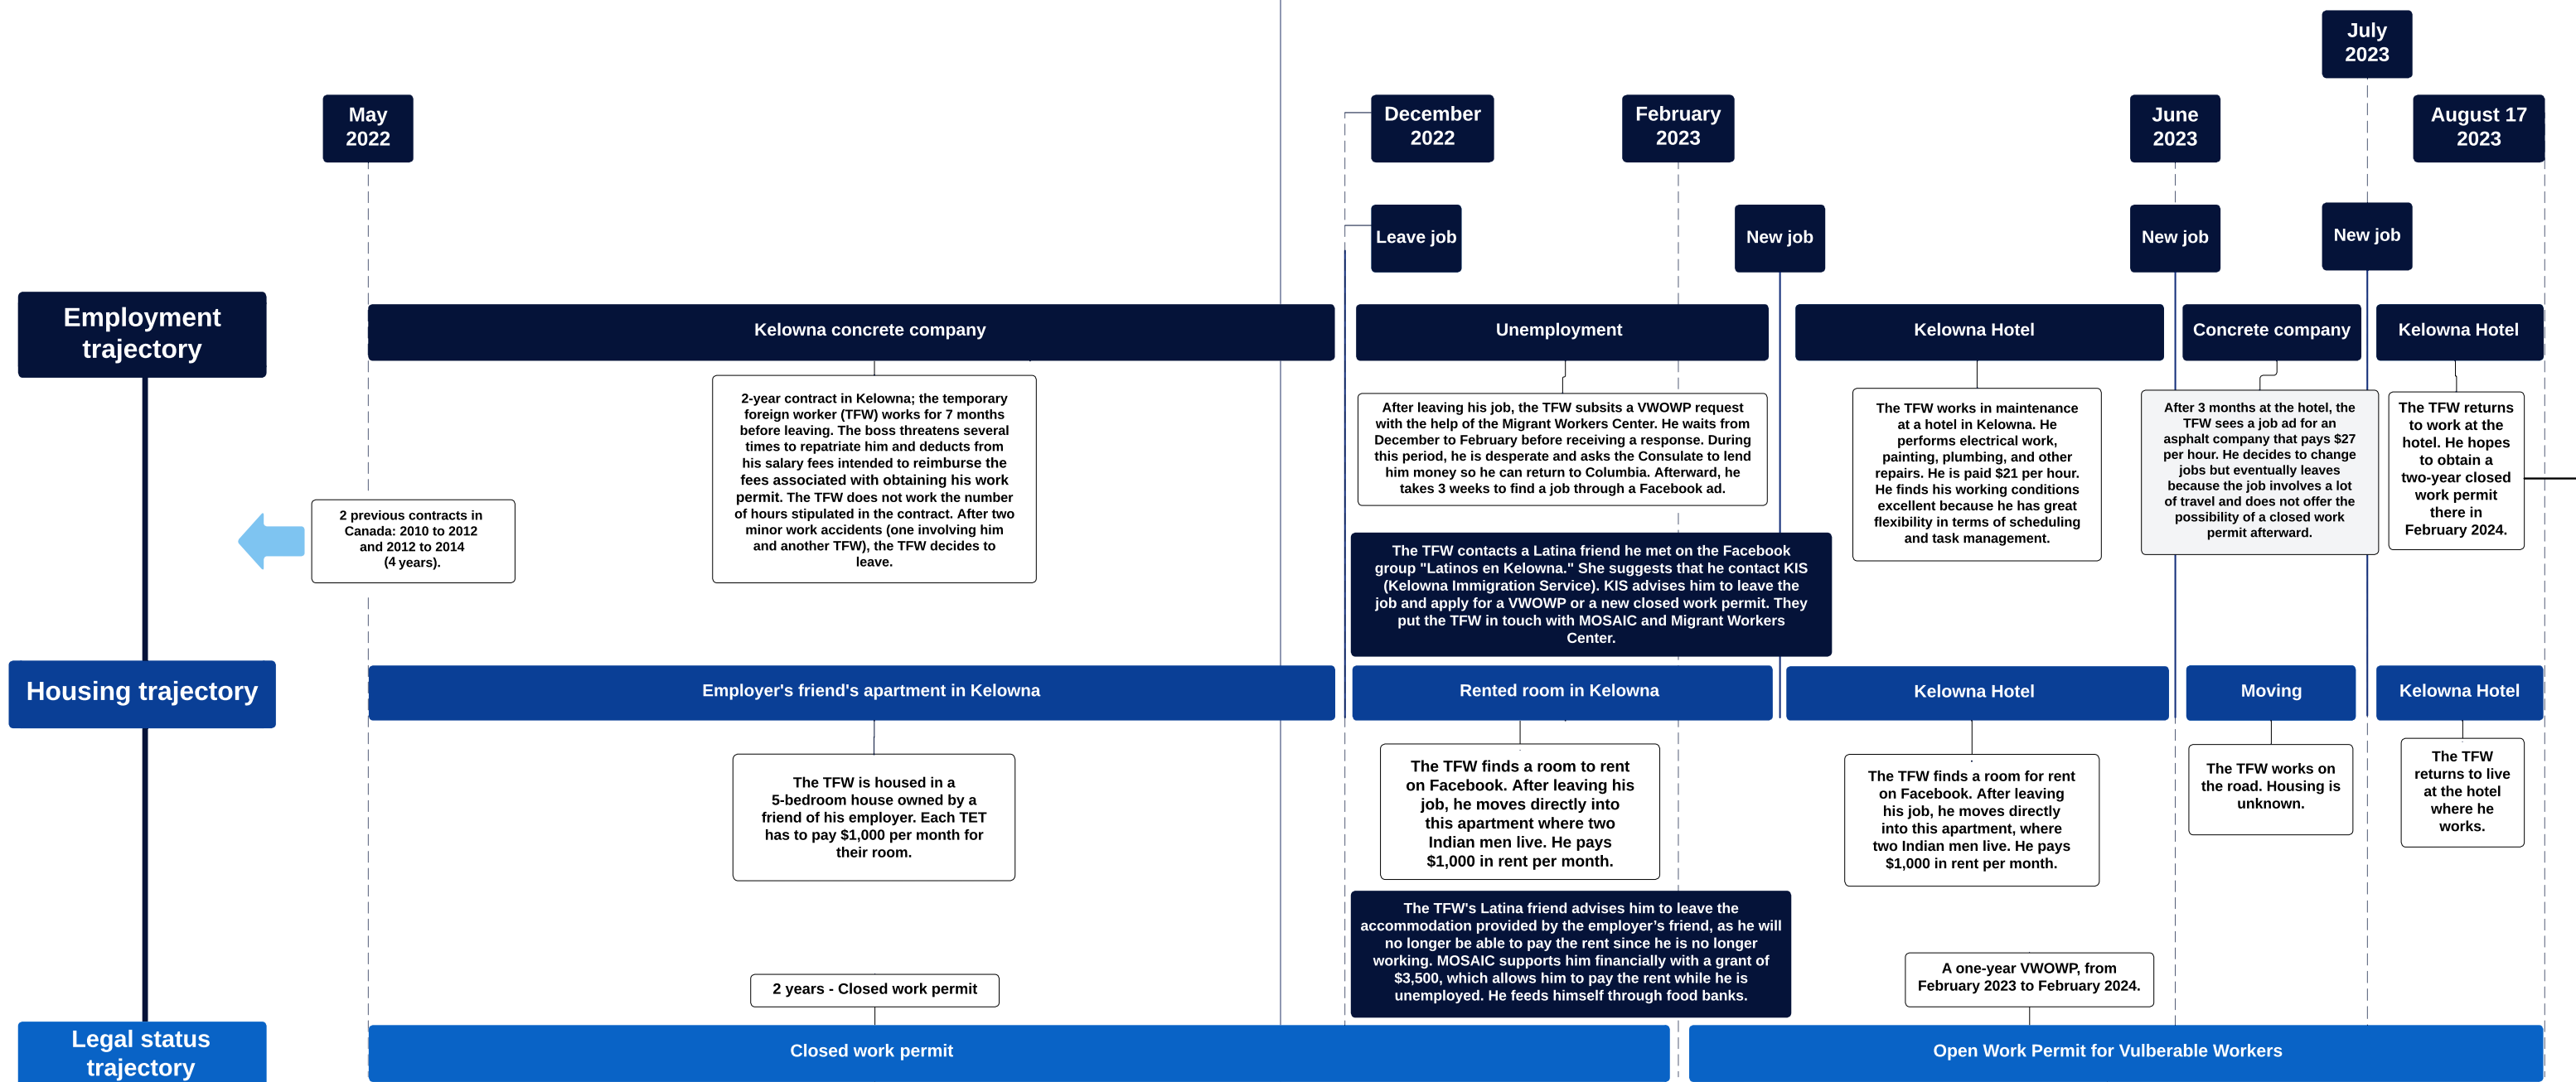 July
2023
May
2022
December
2022
February
2023
June
2023
August 17
2023
Leave job
New job
New job
New job
Employment
trajectory
Kelowna concrete company
Unemployment
Kelowna Hotel
Concrete company
Kelowna Hotel
2-year contract in Kelowna; the temporary
foreign worker (TFW) works for 7 months
before leaving. The boss threatens several
times to repatriate him and deducts from
his salary fees intended to reimburse the
fees associated with obtaining his work
permit. The TFW does not work the number
of hours stipulated in the contract. After two
minor work accidents (one involving him
and another TFW), the TFW decides to
leave.
After leaving his job, the TFW subsits a VWOWP request
with the help of the Migrant Workers Center. He waits from
December to February before receiving a response. During
this period, he is desperate and asks the Consulate to lend
him money so he can return to Columbia. Afterward, he
takes 3 weeks to find a job through a Facebook ad.
The TFW works in maintenance
at a hotel in Kelowna. He
performs electrical work,
painting, plumbing, and other
repairs. He is paid $21 per hour.
He finds his working conditions
excellent because he has great
flexibility in terms of scheduling
and task management.
After 3 months at the hotel, the
TFW sees a job ad for an
asphalt company that pays $27
per hour. He decides to change
jobs but eventually leaves
because the job involves a lot
of travel and does not offer the
possibility of a closed work
permit afterward.
The TFW returns
to work at the
hotel. He hopes
to obtain a
two-year closed
work permit
there in
February 2024.
2 previous contracts in
Canada: 2010 to 2012
and 2012 to 2014
(4 years).
The TFW contacts a Latina friend he met on the Facebook
group "Latinos en Kelowna." She suggests that he contact KIS
(Kelowna Immigration Service). KIS advises him to leave the
job and apply for a VWOWP or a new closed work permit. They
put the TFW in touch with MOSAIC and Migrant Workers
Center.
Housing trajectory
Employer's friend's apartment in Kelowna
Rented room in Kelowna
Kelowna Hotel
Moving
Kelowna Hotel
The TFW is housed in a
5-bedroom house owned by a
friend of his employer. Each TET
has to pay $1,000 per month for
their room.
The TFW finds a room to rent
on Facebook. After leaving his
job, he moves directly into
this apartment where two
Indian men live. He pays
$1,000 in rent per month.
The TFW finds a room for rent
on Facebook. After leaving
his job, he moves directly
into this apartment, where
two Indian men live. He pays
$1,000 in rent per month.
The TFW works on
the road. Housing is
unknown.
The TFW
returns to live
at the hotel
where he
works.
The TFW's Latina friend advises him to leave the
accommodation provided by the employer’s friend, as he will
no longer be able to pay the rent since he is no longer
working. MOSAIC supports him financially with a grant of
$3,500, which allows him to pay the rent while he is
unemployed. He feeds himself through food banks.
2 years - Closed work permit
A one-year VWOWP, from
February 2023 to February 2024.
Legal status
trajectory
Closed work permit
Open Work Permit for Vulberable Workers